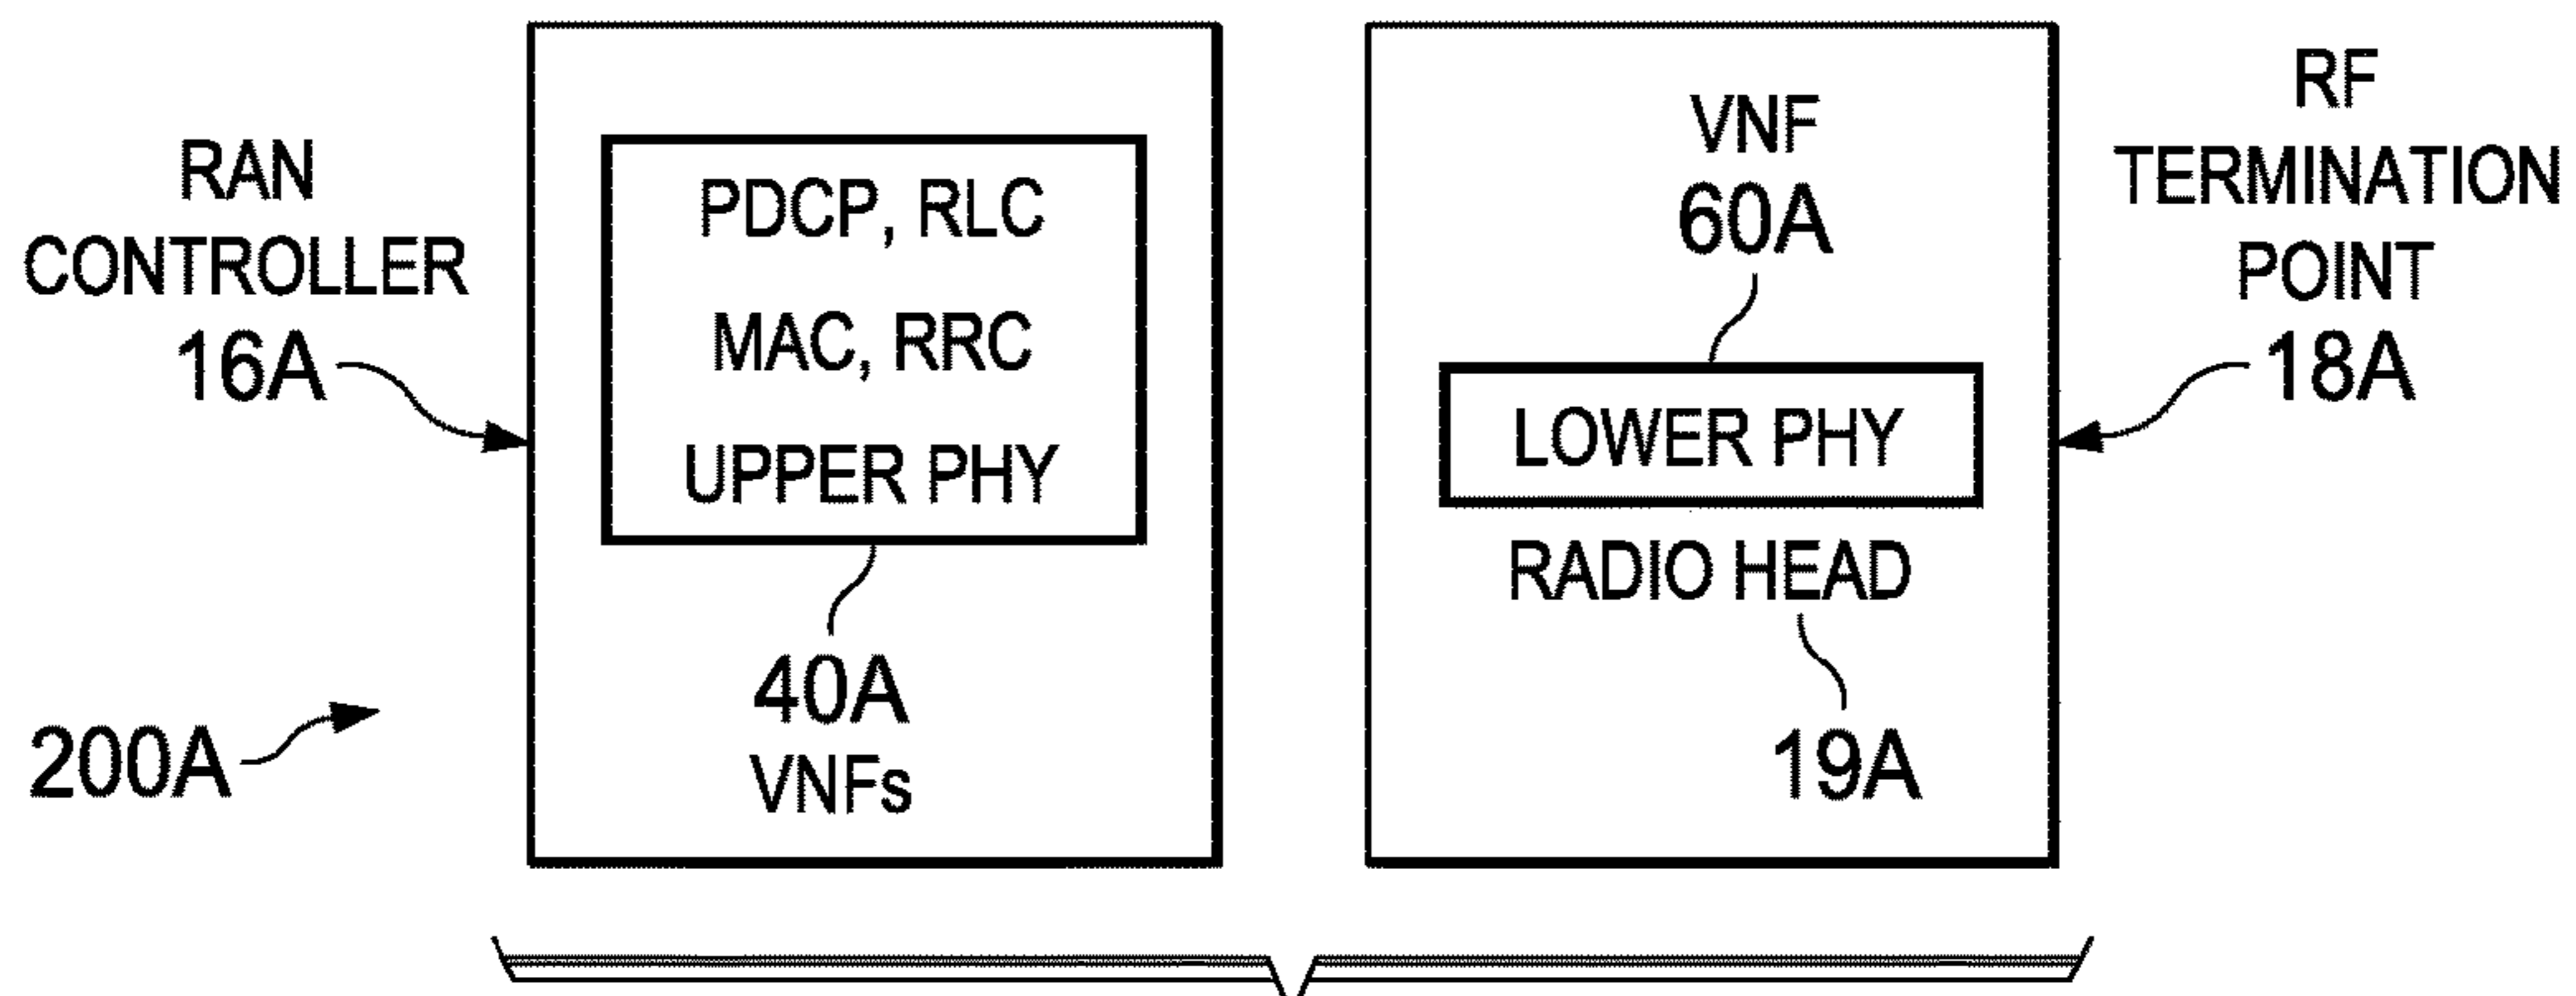 RAN
CONTROLLER
16A
PDCP, RLC
MAC, RRC
UPPER PHY
40A
VNFs
200A
VNF
60A
LOWER PHY
RADIO HEAD
19A
RF
TERMINATION
POINT
18A